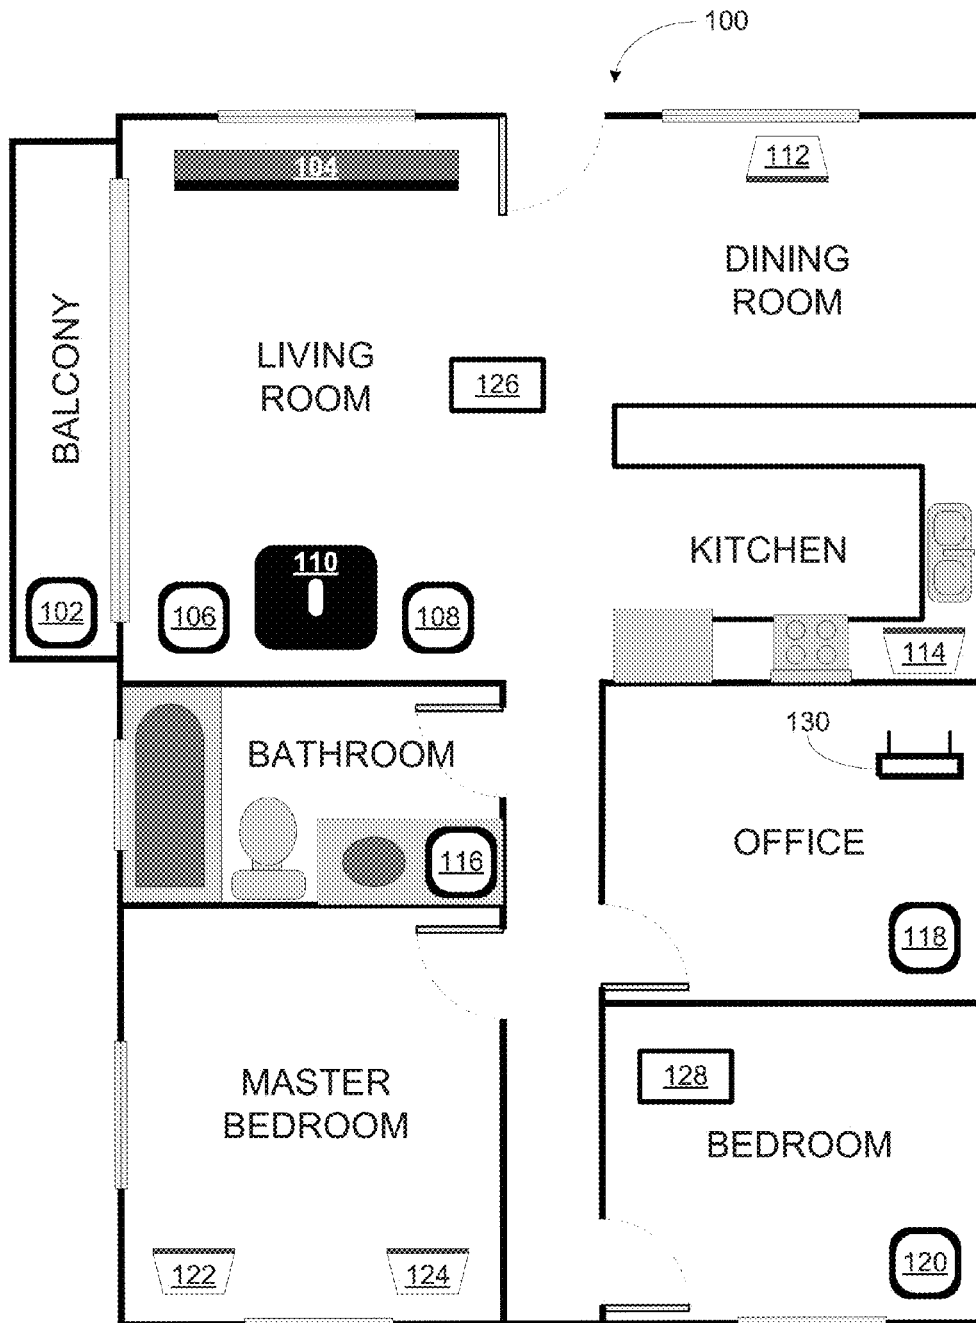 100
104
112
DINING
ROOM
BALCONY
LIVING
ROOM
126
110
KITCHEN
102
106
108
114
130
BATHROOM
OFFICE
116
118
128
MASTER
BEDROOM
BEDROOM
122
124
120